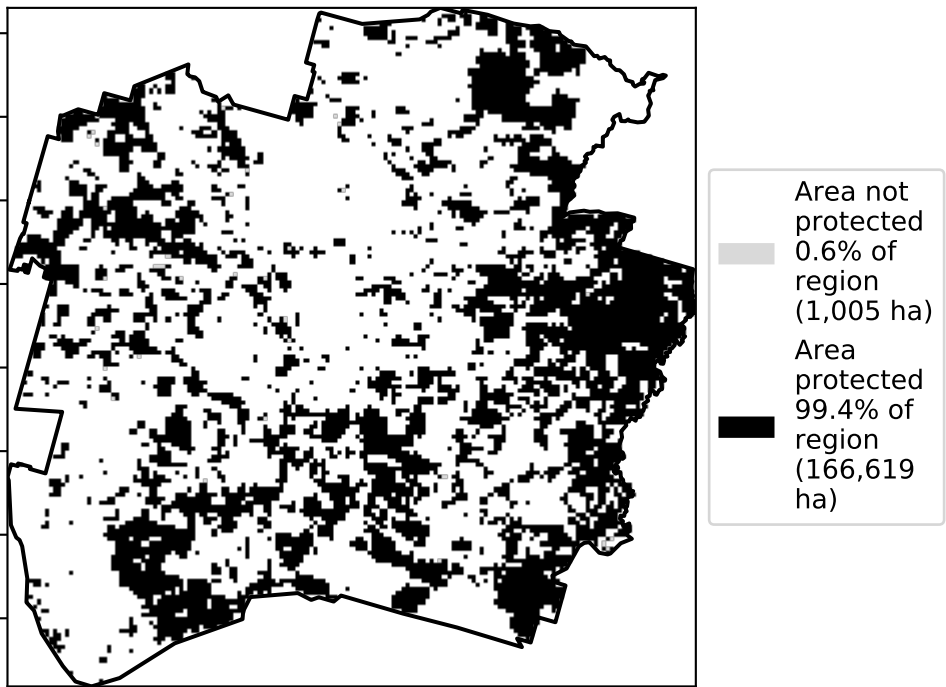 Area not
protected
0.6% of
region
(1,005 ha)
Area
protected
99.4% of
region
(166,619
ha)